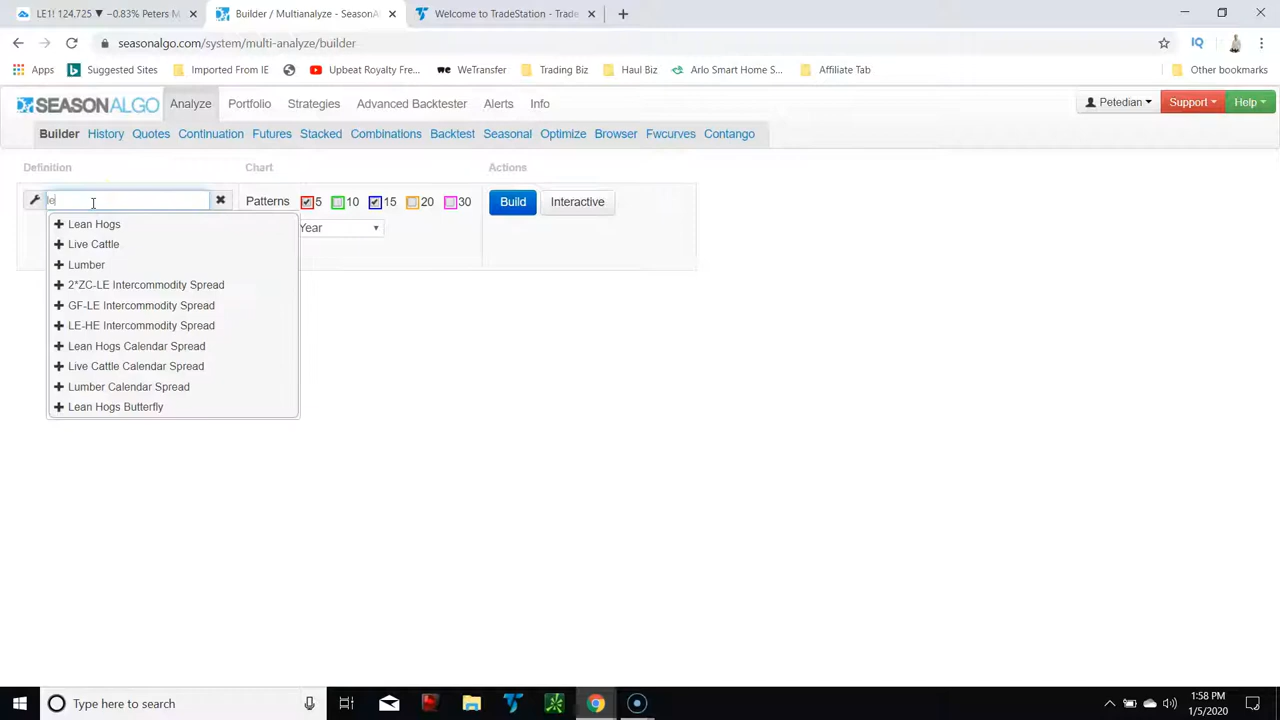 LE1! 124.725 ▼ −0.83% Peters M
Builder / Multianalyze - SeasonA
Welcome to TradeStation - Trade
seasonalgo.com/system/multi-analyze/builder
Apps
Suggested Sites
Imported From IE
Upbeat Royalty Fre...
WeTransfer
Trading Biz
Haul Biz
Arlo Smart Home S...
Affiliate Tab
Other bookmarks
SEASONALGO
Analyze
Portfolio
Strategies
Advanced Backtester
Alerts
Info
Petedian
Support
Help
Builder
History
Quotes
Continuation
Futures
Stacked
Combinations
Backtest
Seasonal
Optimize
Browser
Fwcurves
Contango
Definition
Chart
Actions
le
Patterns 5 10 15 20 30
Build
Interactive
Year
Lean Hogs
Live Cattle
Lumber
2*ZC-LE Intercommodity Spread
GF-LE Intercommodity Spread
LE-HE Intercommodity Spread
Lean Hogs Calendar Spread
Live Cattle Calendar Spread
Lumber Calendar Spread
Lean Hogs Butterfly
Type here to search
1:58 PM
1/5/2020